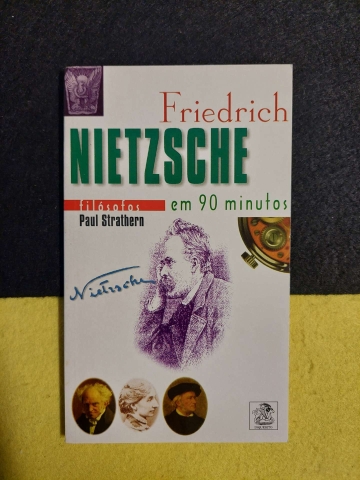 Friedrich
NIETZSCHE
filósofos em 90 minutos
Paul Strathern
Nietzsche